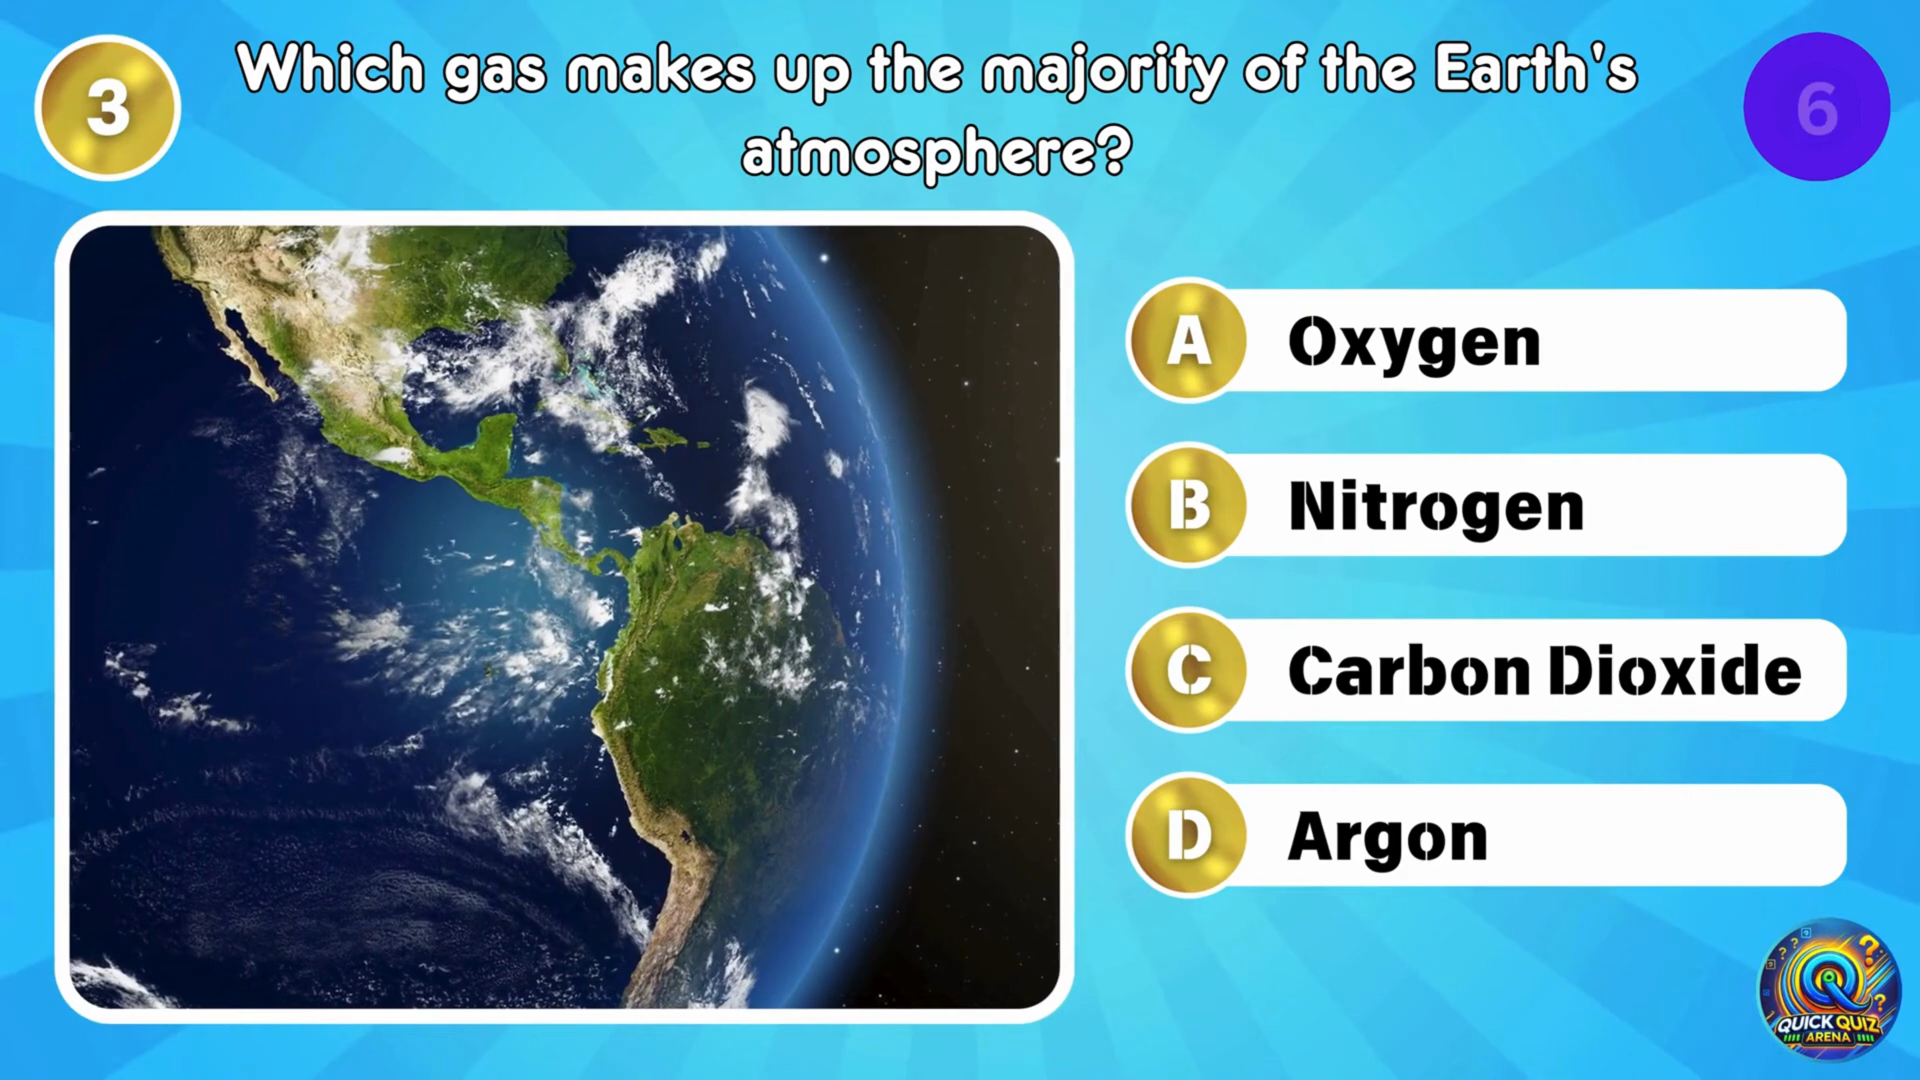 3
Which gas makes up the majority of the Earth's
atmosphere?
6
A Oxygen
B Nitrogen
C Carbon Dioxide
D Argon
QUICK QUIZ
ARENA